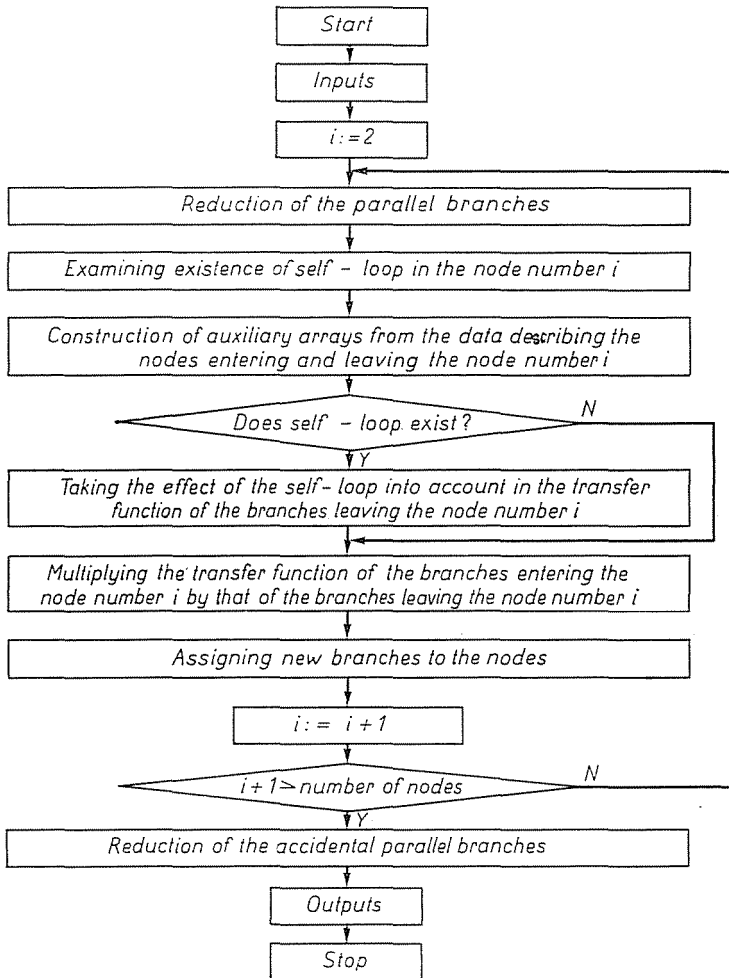 Start
Inputs
i:=2
Reduction of the parallel branches
Examining existence of self - loop in the node number i
Construction of auxiliary arrays from the data describing the
nodes entering and leaving the node number i
Does self - loop exist?
N
Y
Taking the effect of the self-loop into account in the transfer
function of the branches leaving the node number i
Multiplying the transfer function of the branches entering the
node number i by that of the branches leaving the node number i
Assigning new branches to the nodes
i:= i+1
i+1>number of nodes
N
Y
Reduction of the accidental parallel branches
Outputs
Stop